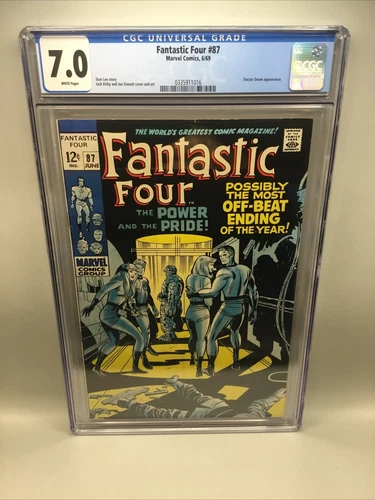 CGC UNIVERSAL GRADE
7.0
WHITE Pages
Fantastic Four #87
Marvel Comics, 6/69
Stan Lee story
Jack Kirby and Joe Sinnott cover and art
Doctor Doom appearance
0335911016
CGC
THE WORLD'S GREATEST COMIC MAGAZINE!
FANTASTIC FOUR
12¢
IND.
87
JUNE
MARVEL
COMICS
GROUP
Fantastic
Four
THE POWER
AND THE PRIDE!
POSSIBLY
THE MOST
OFF-BEAT
ENDING
OF THE YEAR!